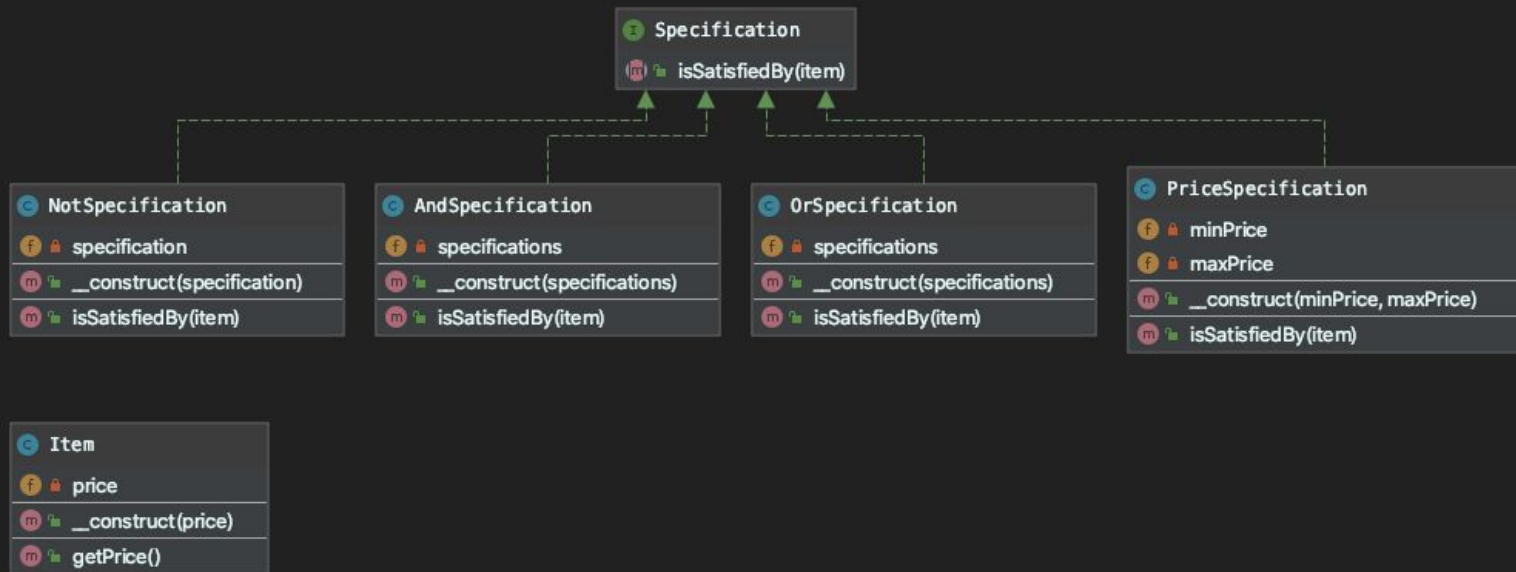 Specification
isSatisfiedBy(item)
NotSpecification
specification
__construct(specification)
isSatisfiedBy(item)
AndSpecification
specifications
__construct(specifications)
isSatisfiedBy(item)
OrSpecification
specifications
__construct(specifications)
isSatisfiedBy(item)
PriceSpecification
minPrice
maxPrice
__construct(minPrice, maxPrice)
isSatisfiedBy(item)
Item
price
__construct(price)
getPrice()